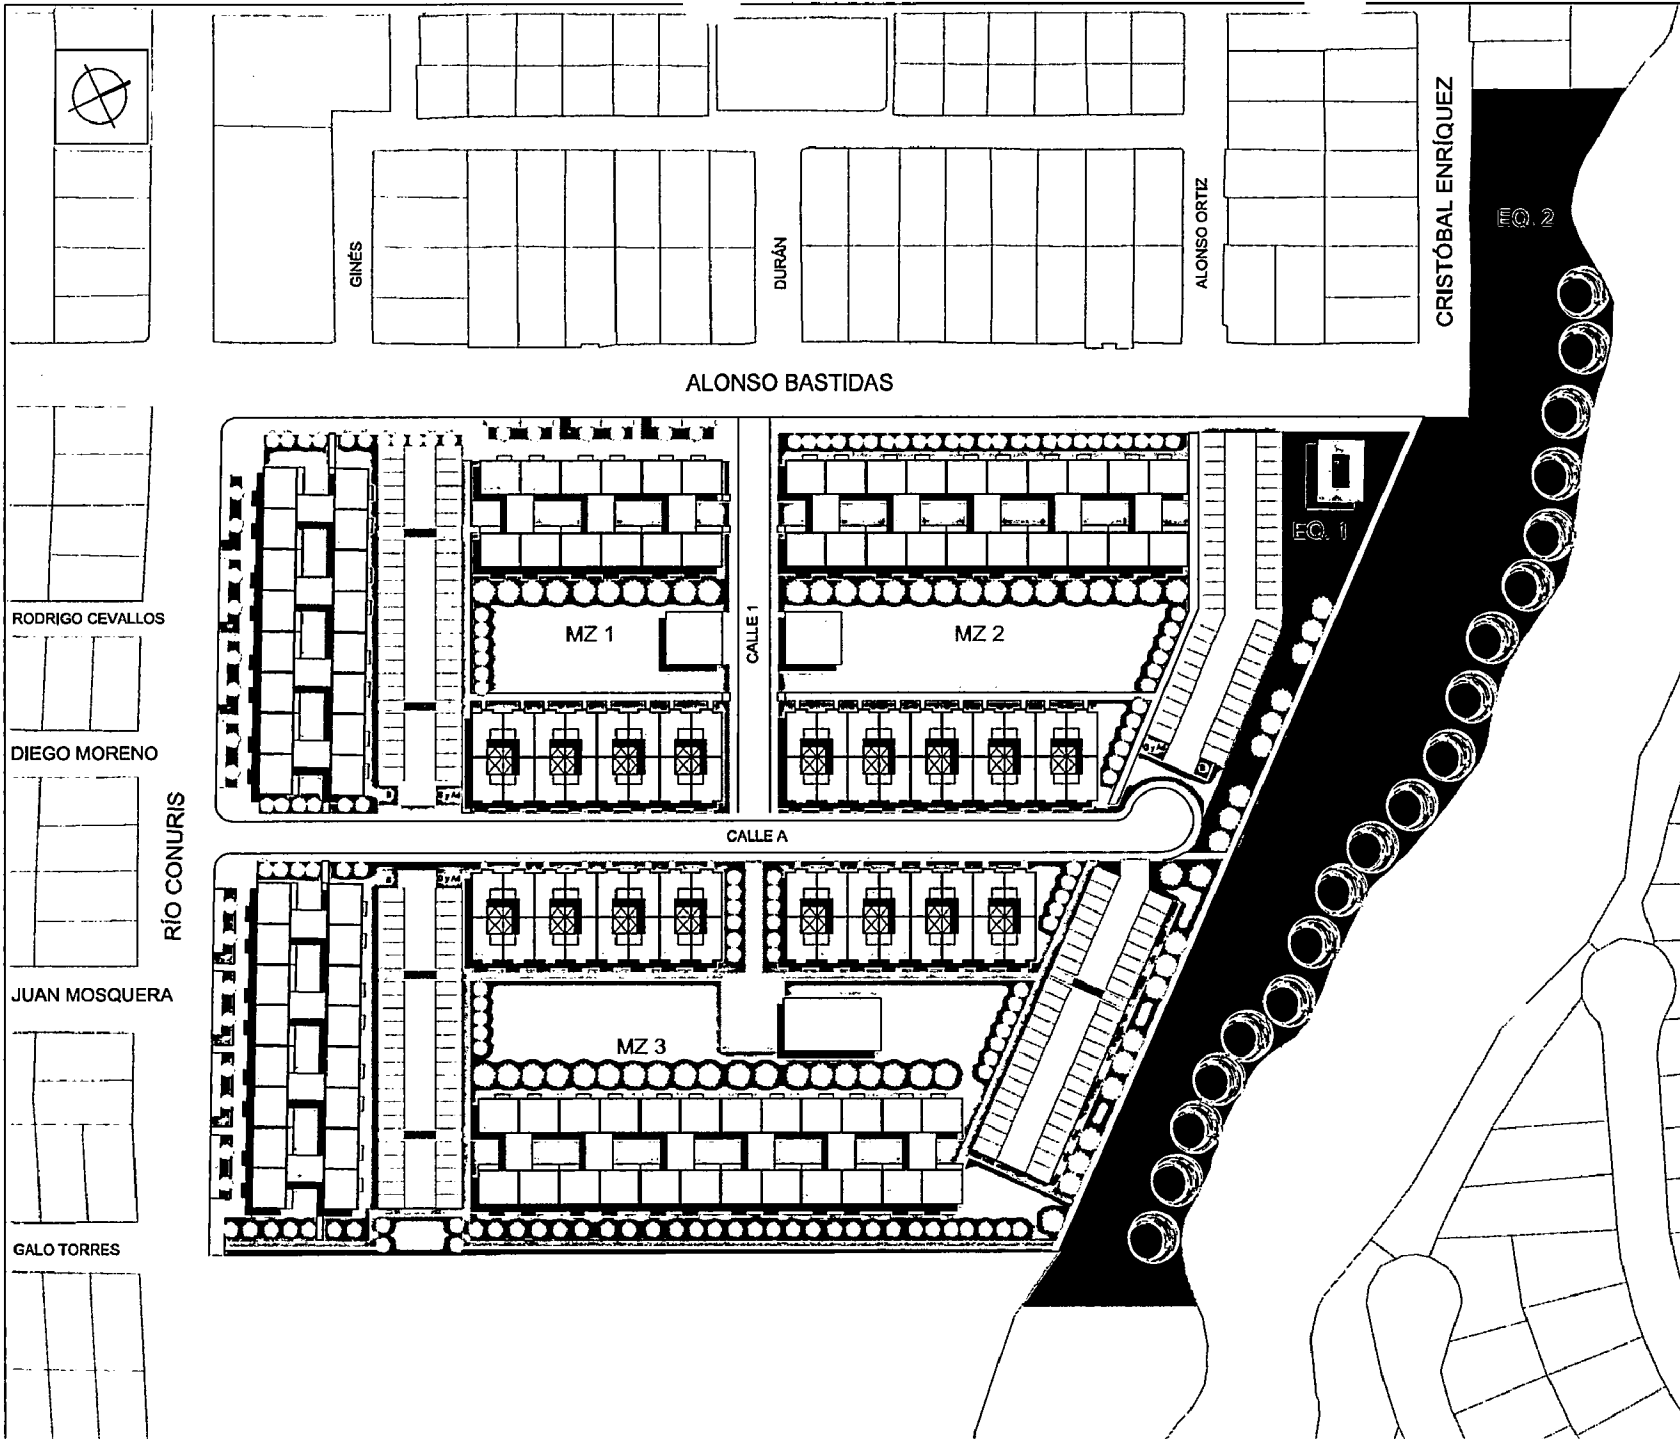 CRISTÓBAL ENRÍQUEZ
EQ. 2
ALONSO ORTIZ
GINÉS
DURÁN
ALONSO BASTIDAS
EQ. 1
RODRIGO CEVALLOS
MZ 1
CALLE 1
MZ 2
DIEGO MORENO
RÍO CONURIS
CALLE A
JUAN MOSQUERA
MZ 3
GALO TORRES